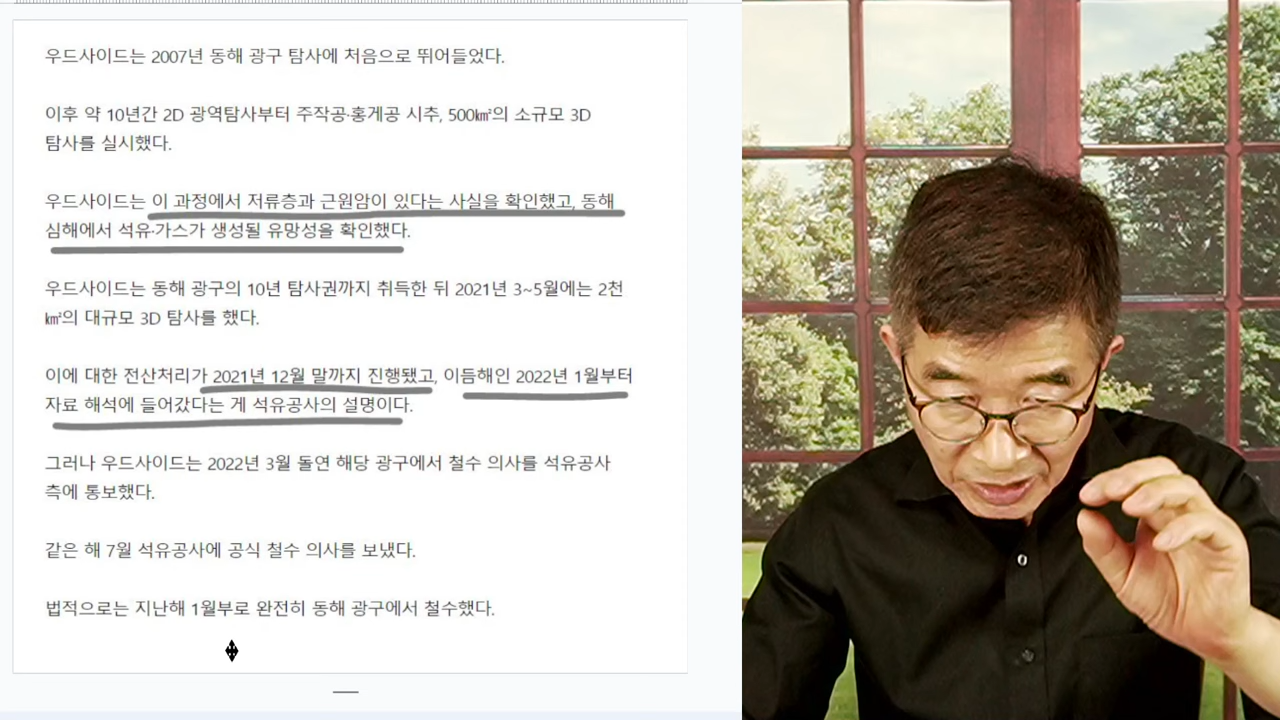 우드사이드는 2007년 동해 광구 탐사에 처음으로 뛰어들었다.
이후 약 10년간 2D 광역탐사부터 주작공·홍게공 시추, 500㎢의 소규모 3D
탐사를 실시했다.
우드사이드는 이 과정에서 저류층과 근원암이 있다는 사실을 확인했고, 동해
심해에서 석유·가스가 생성될 유망성을 확인했다.
우드사이드는 동해 광구의 10년 탐사권까지 취득한 뒤 2021년 3~5월에는 2천
㎢의 대규모 3D 탐사를 했다.
이에 대한 전산처리가 2021년 12월 말까지 진행됐고, 이듬해인 2022년 1월부터
자료 해석에 들어갔다는 게 석유공사의 설명이다.
그러나 우드사이드는 2022년 3월 돌연 해당 광구에서 철수 의사를 석유공사
측에 통보했다.
같은 해 7월 석유공사에 공식 철수 의사를 보냈다.
법적으로는 지난해 1월부로 완전히 동해 광구에서 철수했다.